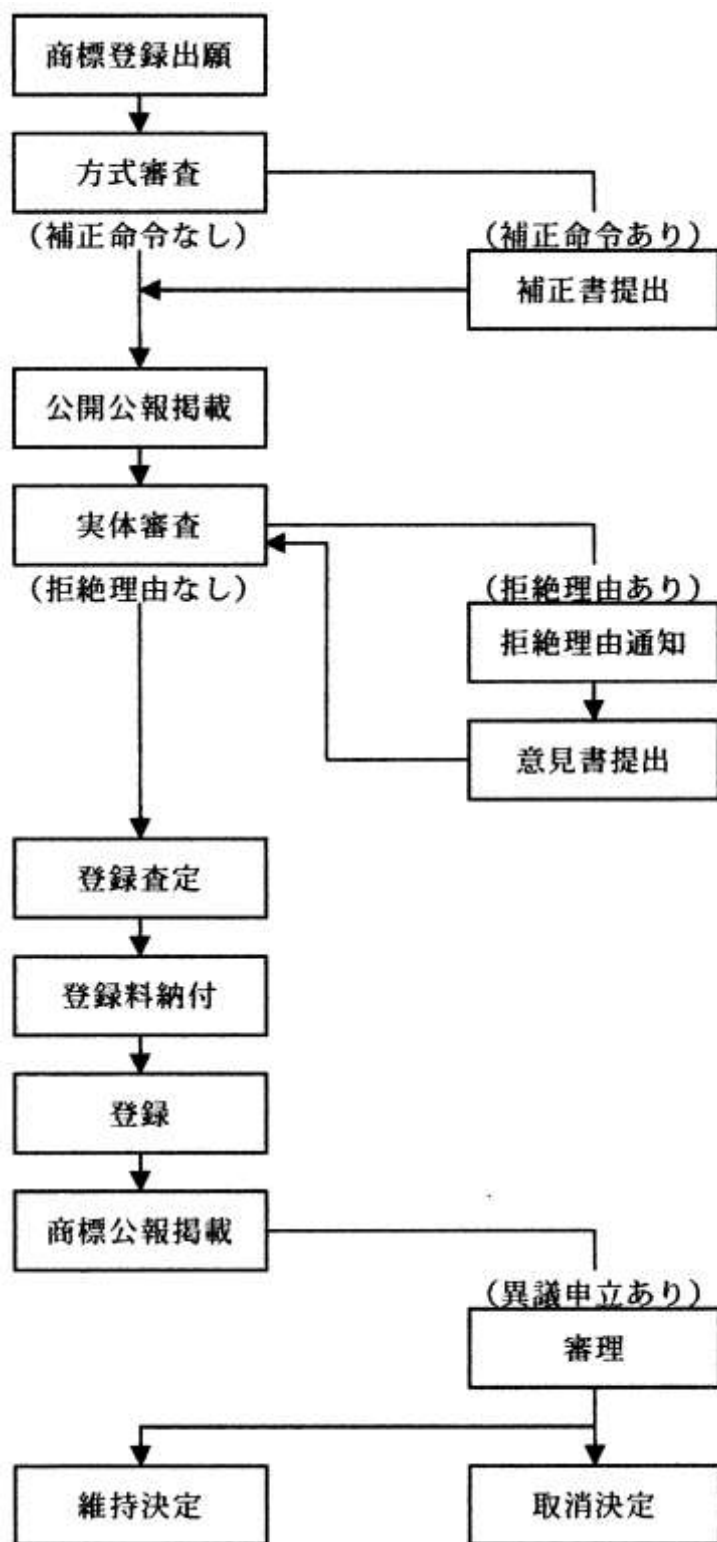 商標登録出願
方式審査
（補正命令なし）
（補正命令あり）
補正書提出
公開公報掲載
実体審査
（拒絶理由なし）
（拒絶理由あり）
拒絶理由通知
意見書提出
登録査定
登録料納付
登録
商標公報掲載
（異議申立あり）
審理
維持決定
取消決定